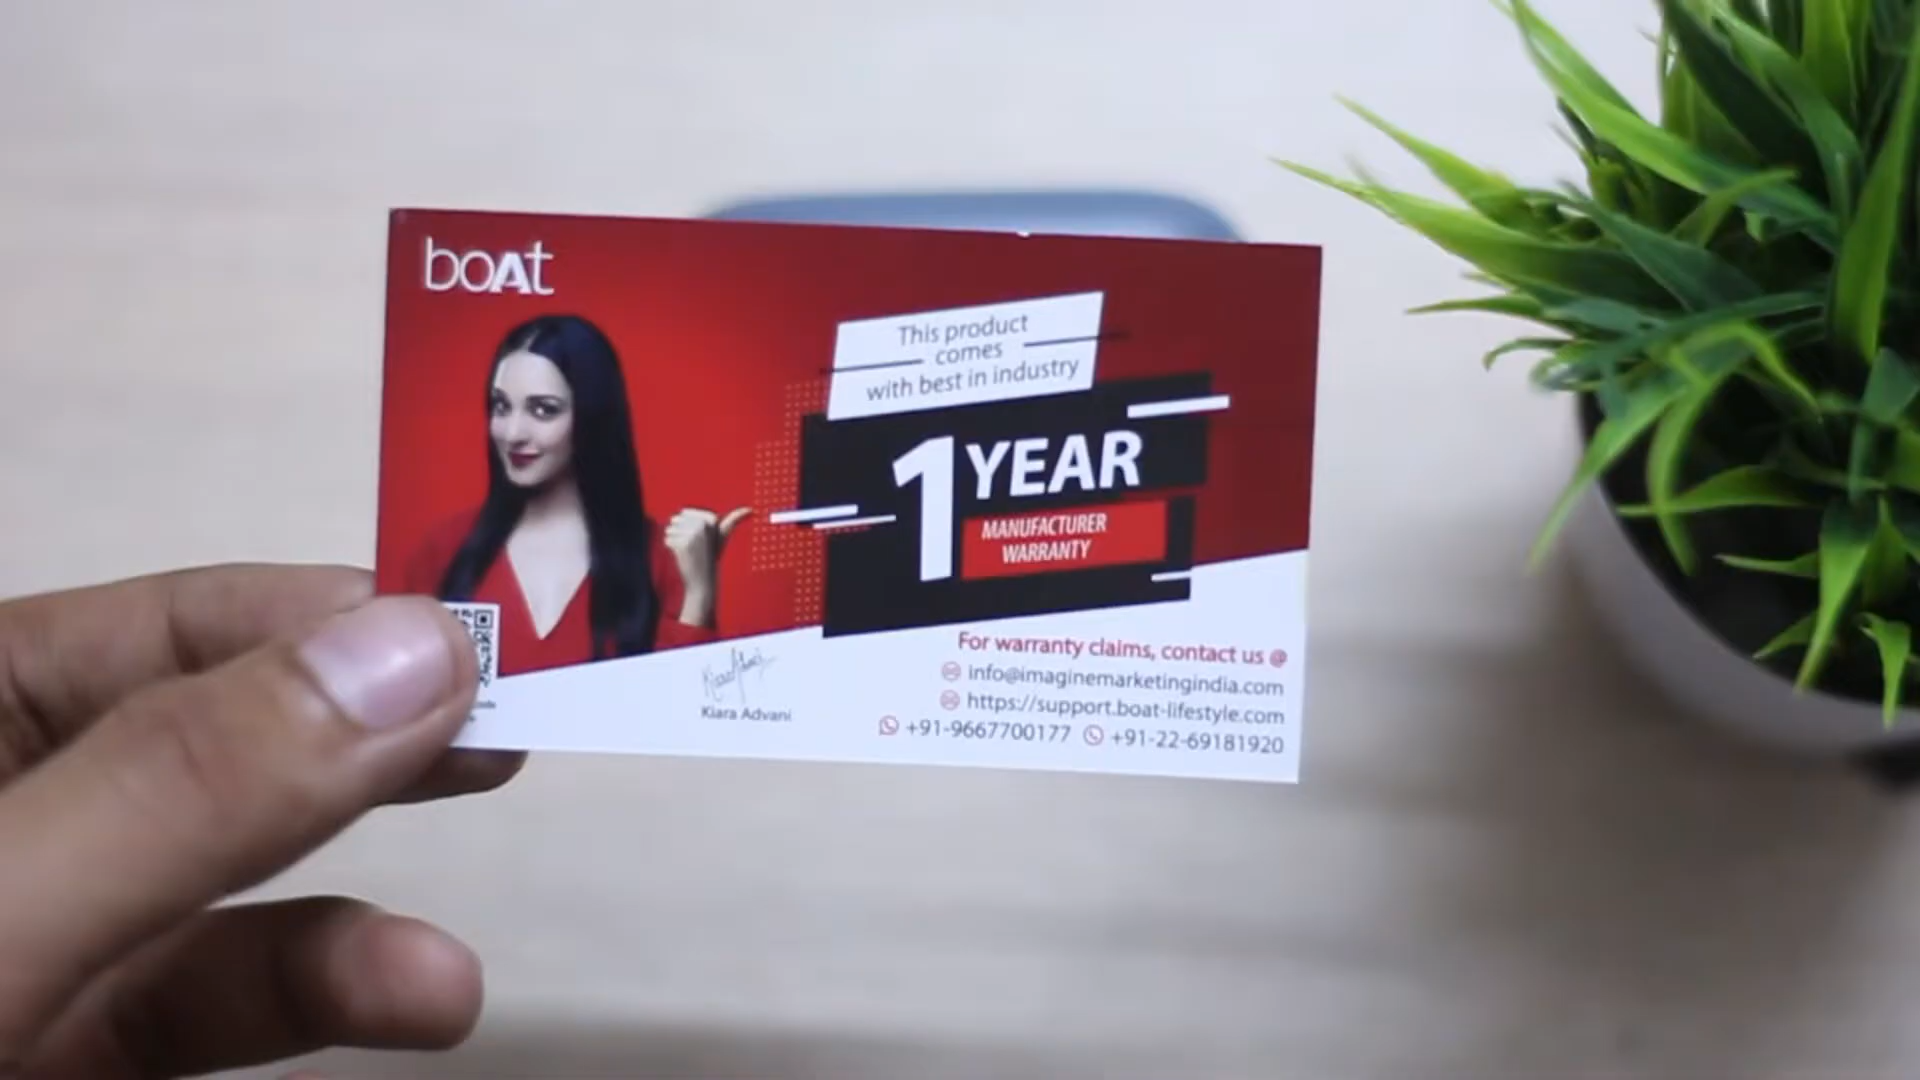 boAt
This product
comes
with best in industry
1 YEAR
MANUFACTURER
WARRANTY
For warranty claims, contact us @
info@imaginemarketingindia.com
https://support.boat-lifestyle.com
+91-9667700177 +91-22-69181920
Kiara Advani